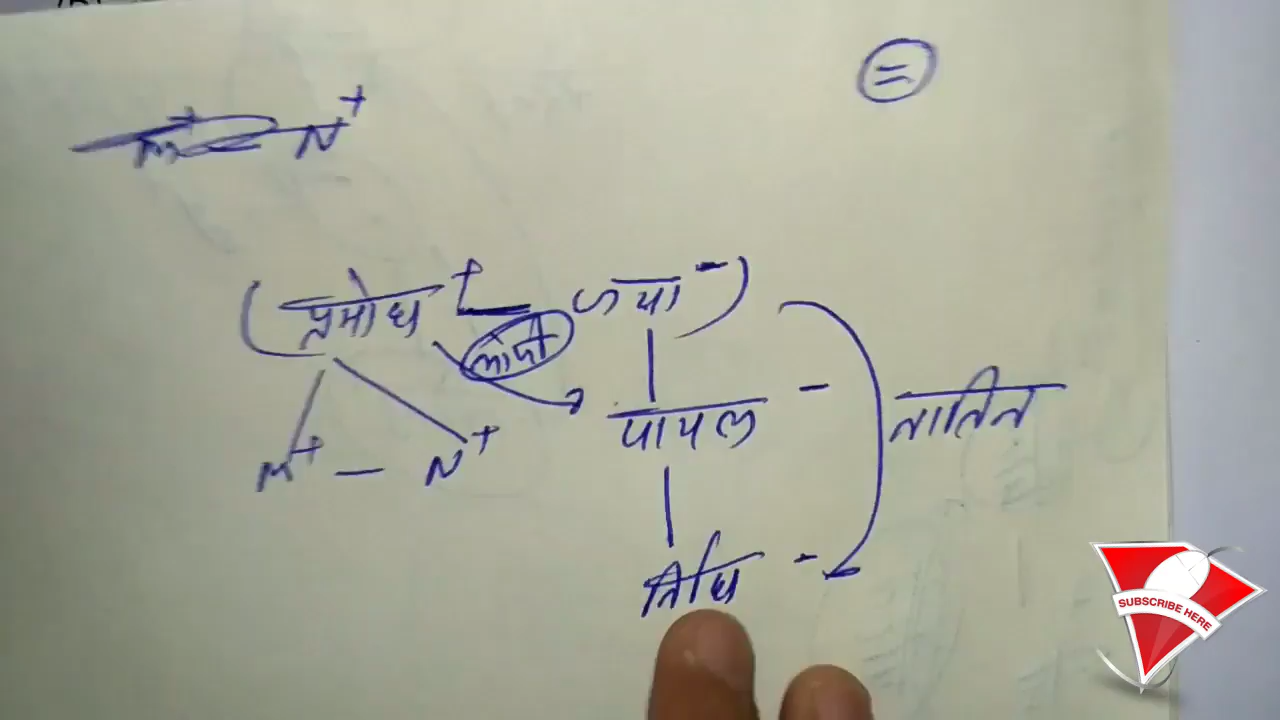 N+
=
प्रमोध + जया -
पायल -
M+ - N+
नातिन
निधि -
SUBSCRIBE HERE